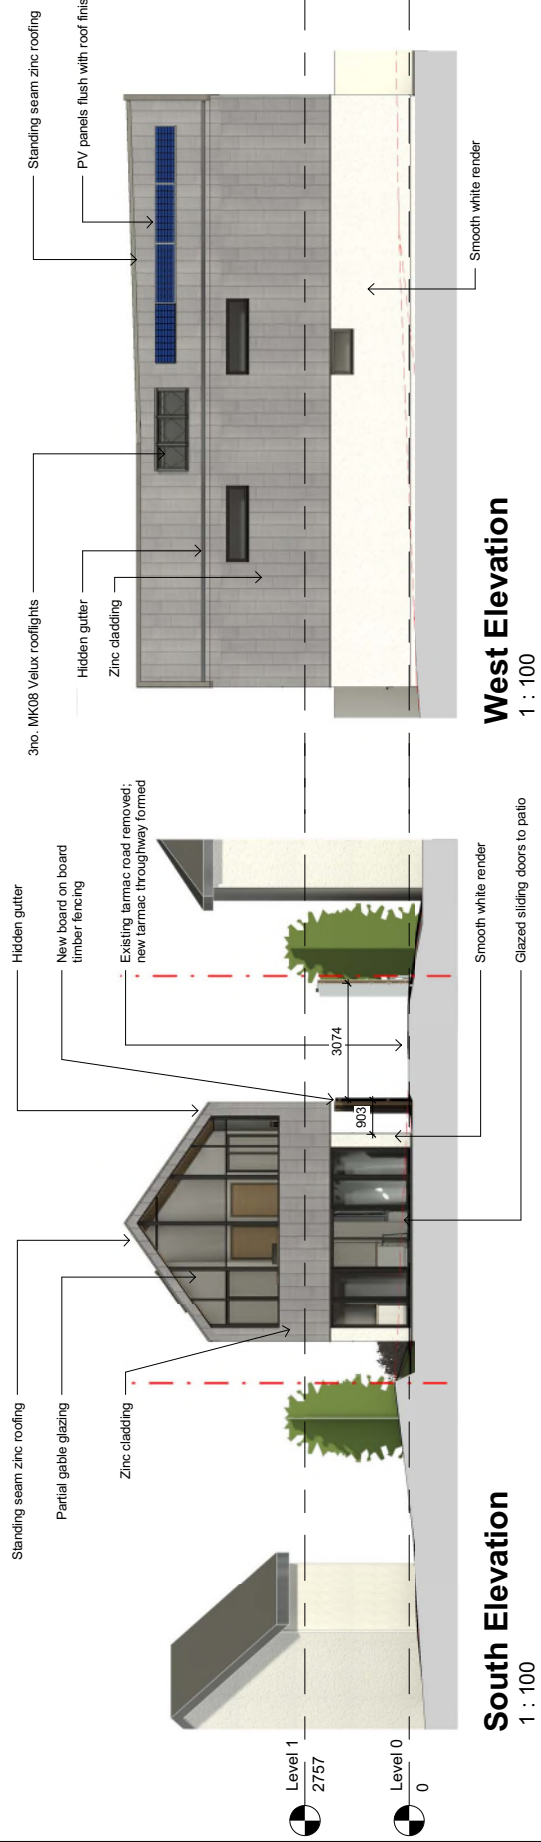 Standing seam zinc roofing
Partial gable glazing
Zinc cladding
Hidden gutter
New board on board
timber fencing
Existing tarmac road removed;
new tarmac throughway formed
3074
903
Smooth white render
Glazed sliding doors to patio
Level 1
2757
Level 0
0
South Elevation
1 : 100
3no. MK08 Velux rooflights
Hidden gutter
Zinc cladding
Standing seam zinc roofing
PV panels flush with roof finis
Smooth white render
West Elevation
1 : 100